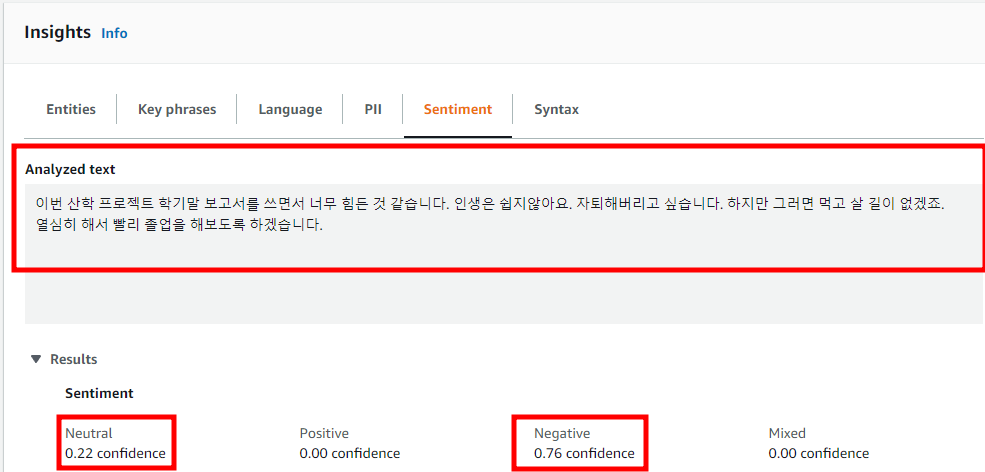 Insights Info
Entities Key phrases Language PII Sentiment Syntax
Analyzed text
이번 산학 프로젝트 학기말 보고서를 쓰면서 너무 힘든 것 같습니다. 인생은 쉽지않아요. 자퇴해버리고 싶습니다. 하지만 그러면 먹고 살 길이 없겠죠.
열심히 해서 빨리 졸업을 해보도록 하겠습니다.
Results
Sentiment
Neutral Positive Negative Mixed
0.22 confidence 0.00 confidence 0.76 confidence 0.00 confidence